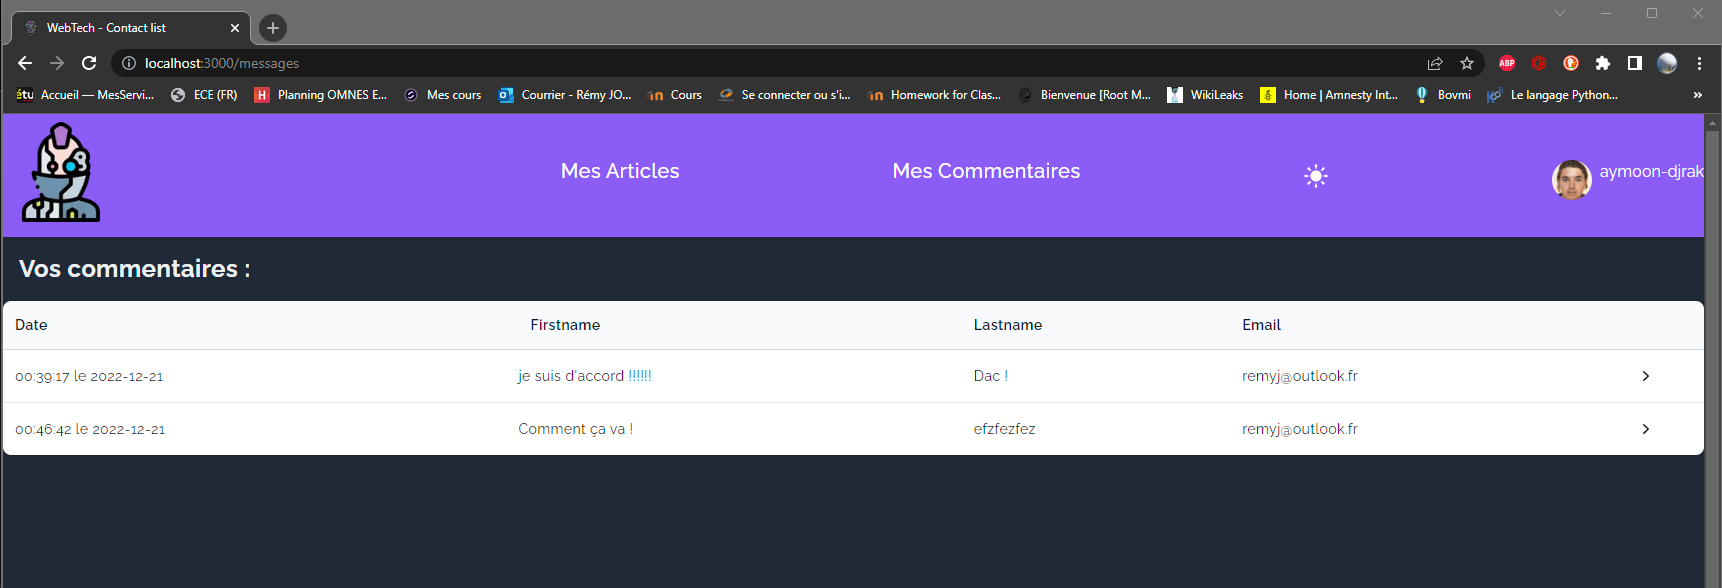 WebTech - Contact list
localhost:3000/messages
ABP
étu Accueil — MesServi... ECE (FR) H Planning OMNES E... Mes cours Courrier - Rémy JO... Cours Se connecter ou s'i... Homework for Clas... Bienvenue [Root M... WikiLeaks Home | Amnesty Int... Bovmi Le langage Python... »
Mes Articles Mes Commentaires aymoon-djrak
Vos commentaires :
Date Firstname Lastname Email
00:39:17 le 2022-12-21 je suis d'accord !!!!!! Dac ! remyj@outlook.fr
00:46:42 le 2022-12-21 Comment ça va ! efzfezfez remyj@outlook.fr